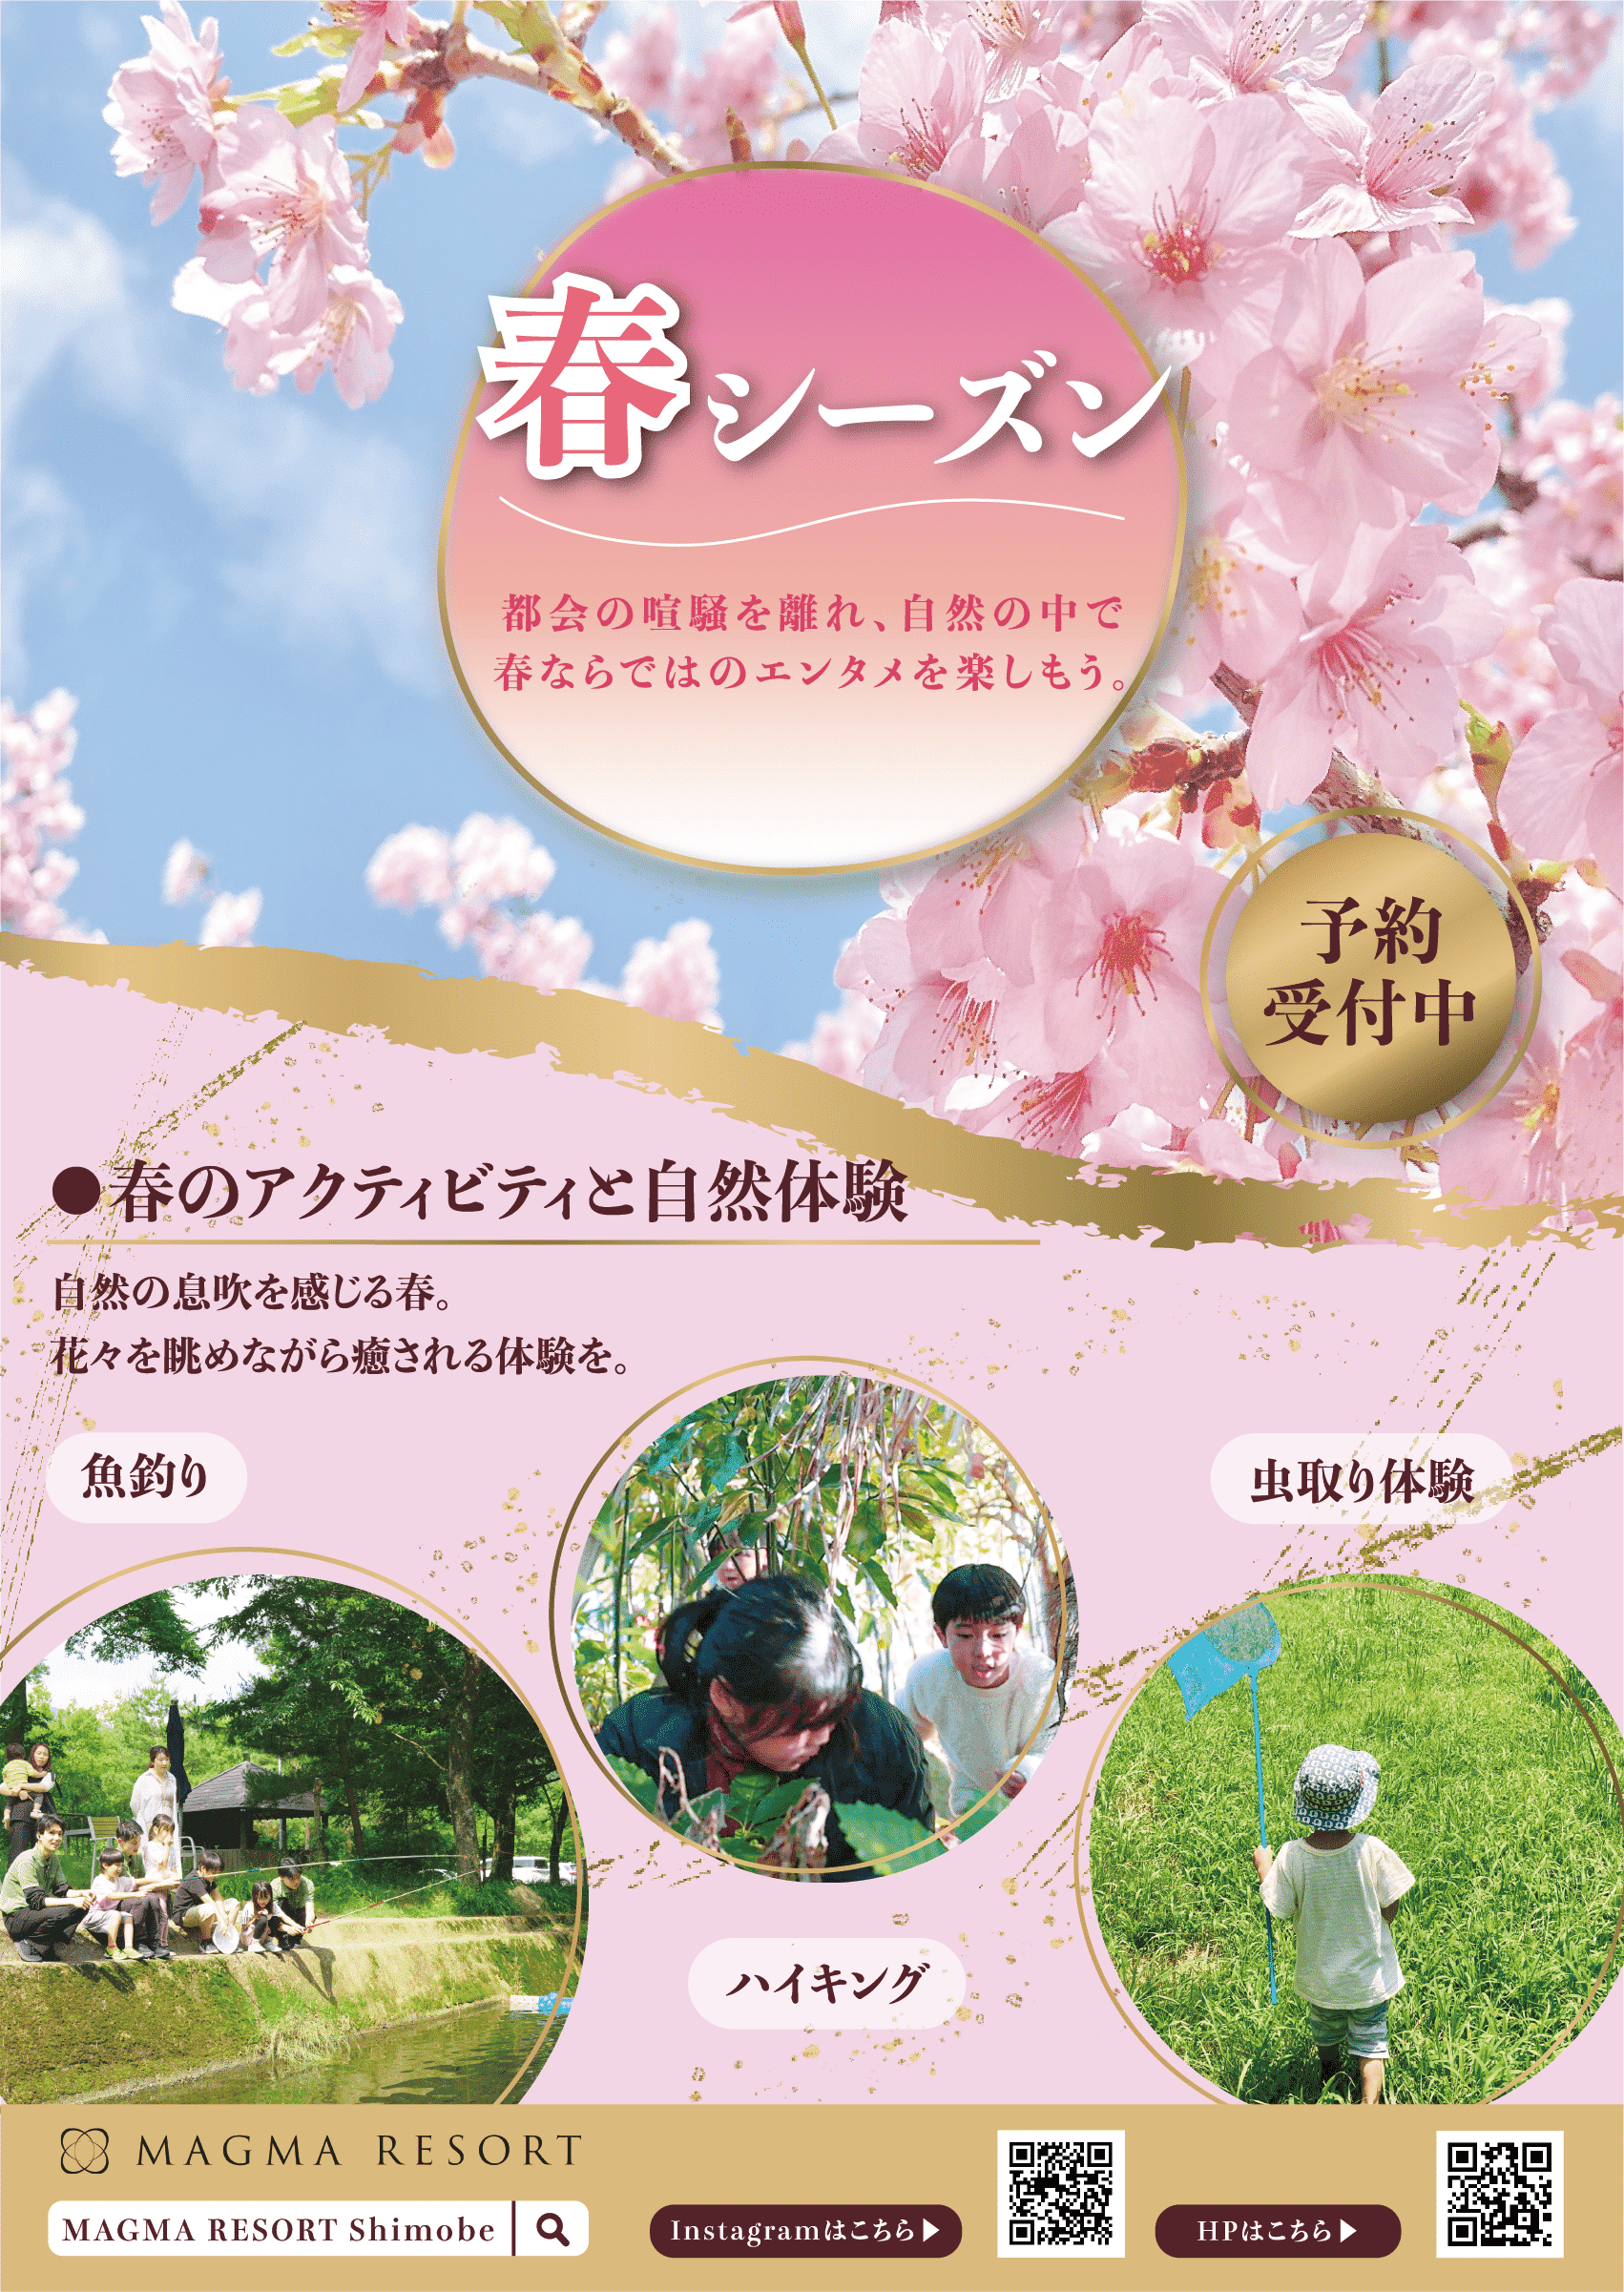 春シーズン
都会の喧騒を離れ、自然の中で
春ならではのエンタメを楽しもう。
予約
受付中
●春のアクティビティと自然体験
自然の息吹を感じる春。
花々を眺めながら癒される体験を。
魚釣り
虫取り体験
ハイキング
MAGMA RESORT
MAGMA RESORT Shimobe
Instagramはこちら▶
HPはこちら▶